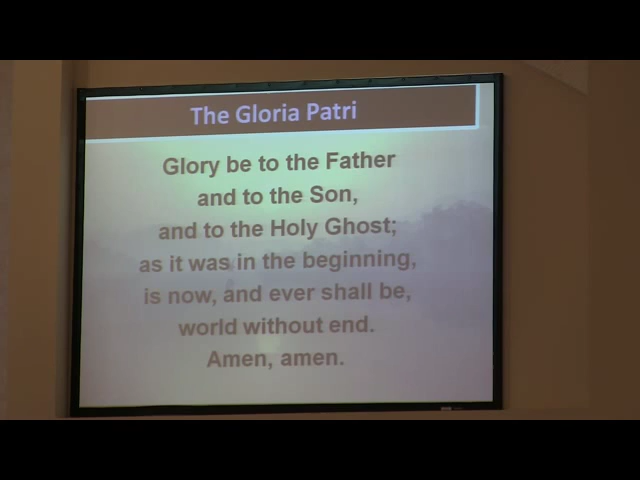 The Gloria Patri
Glory be to the Father
and to the Son,
and to the Holy Ghost;
as it was in the beginning,
is now, and ever shall be,
world without end.
Amen, amen.